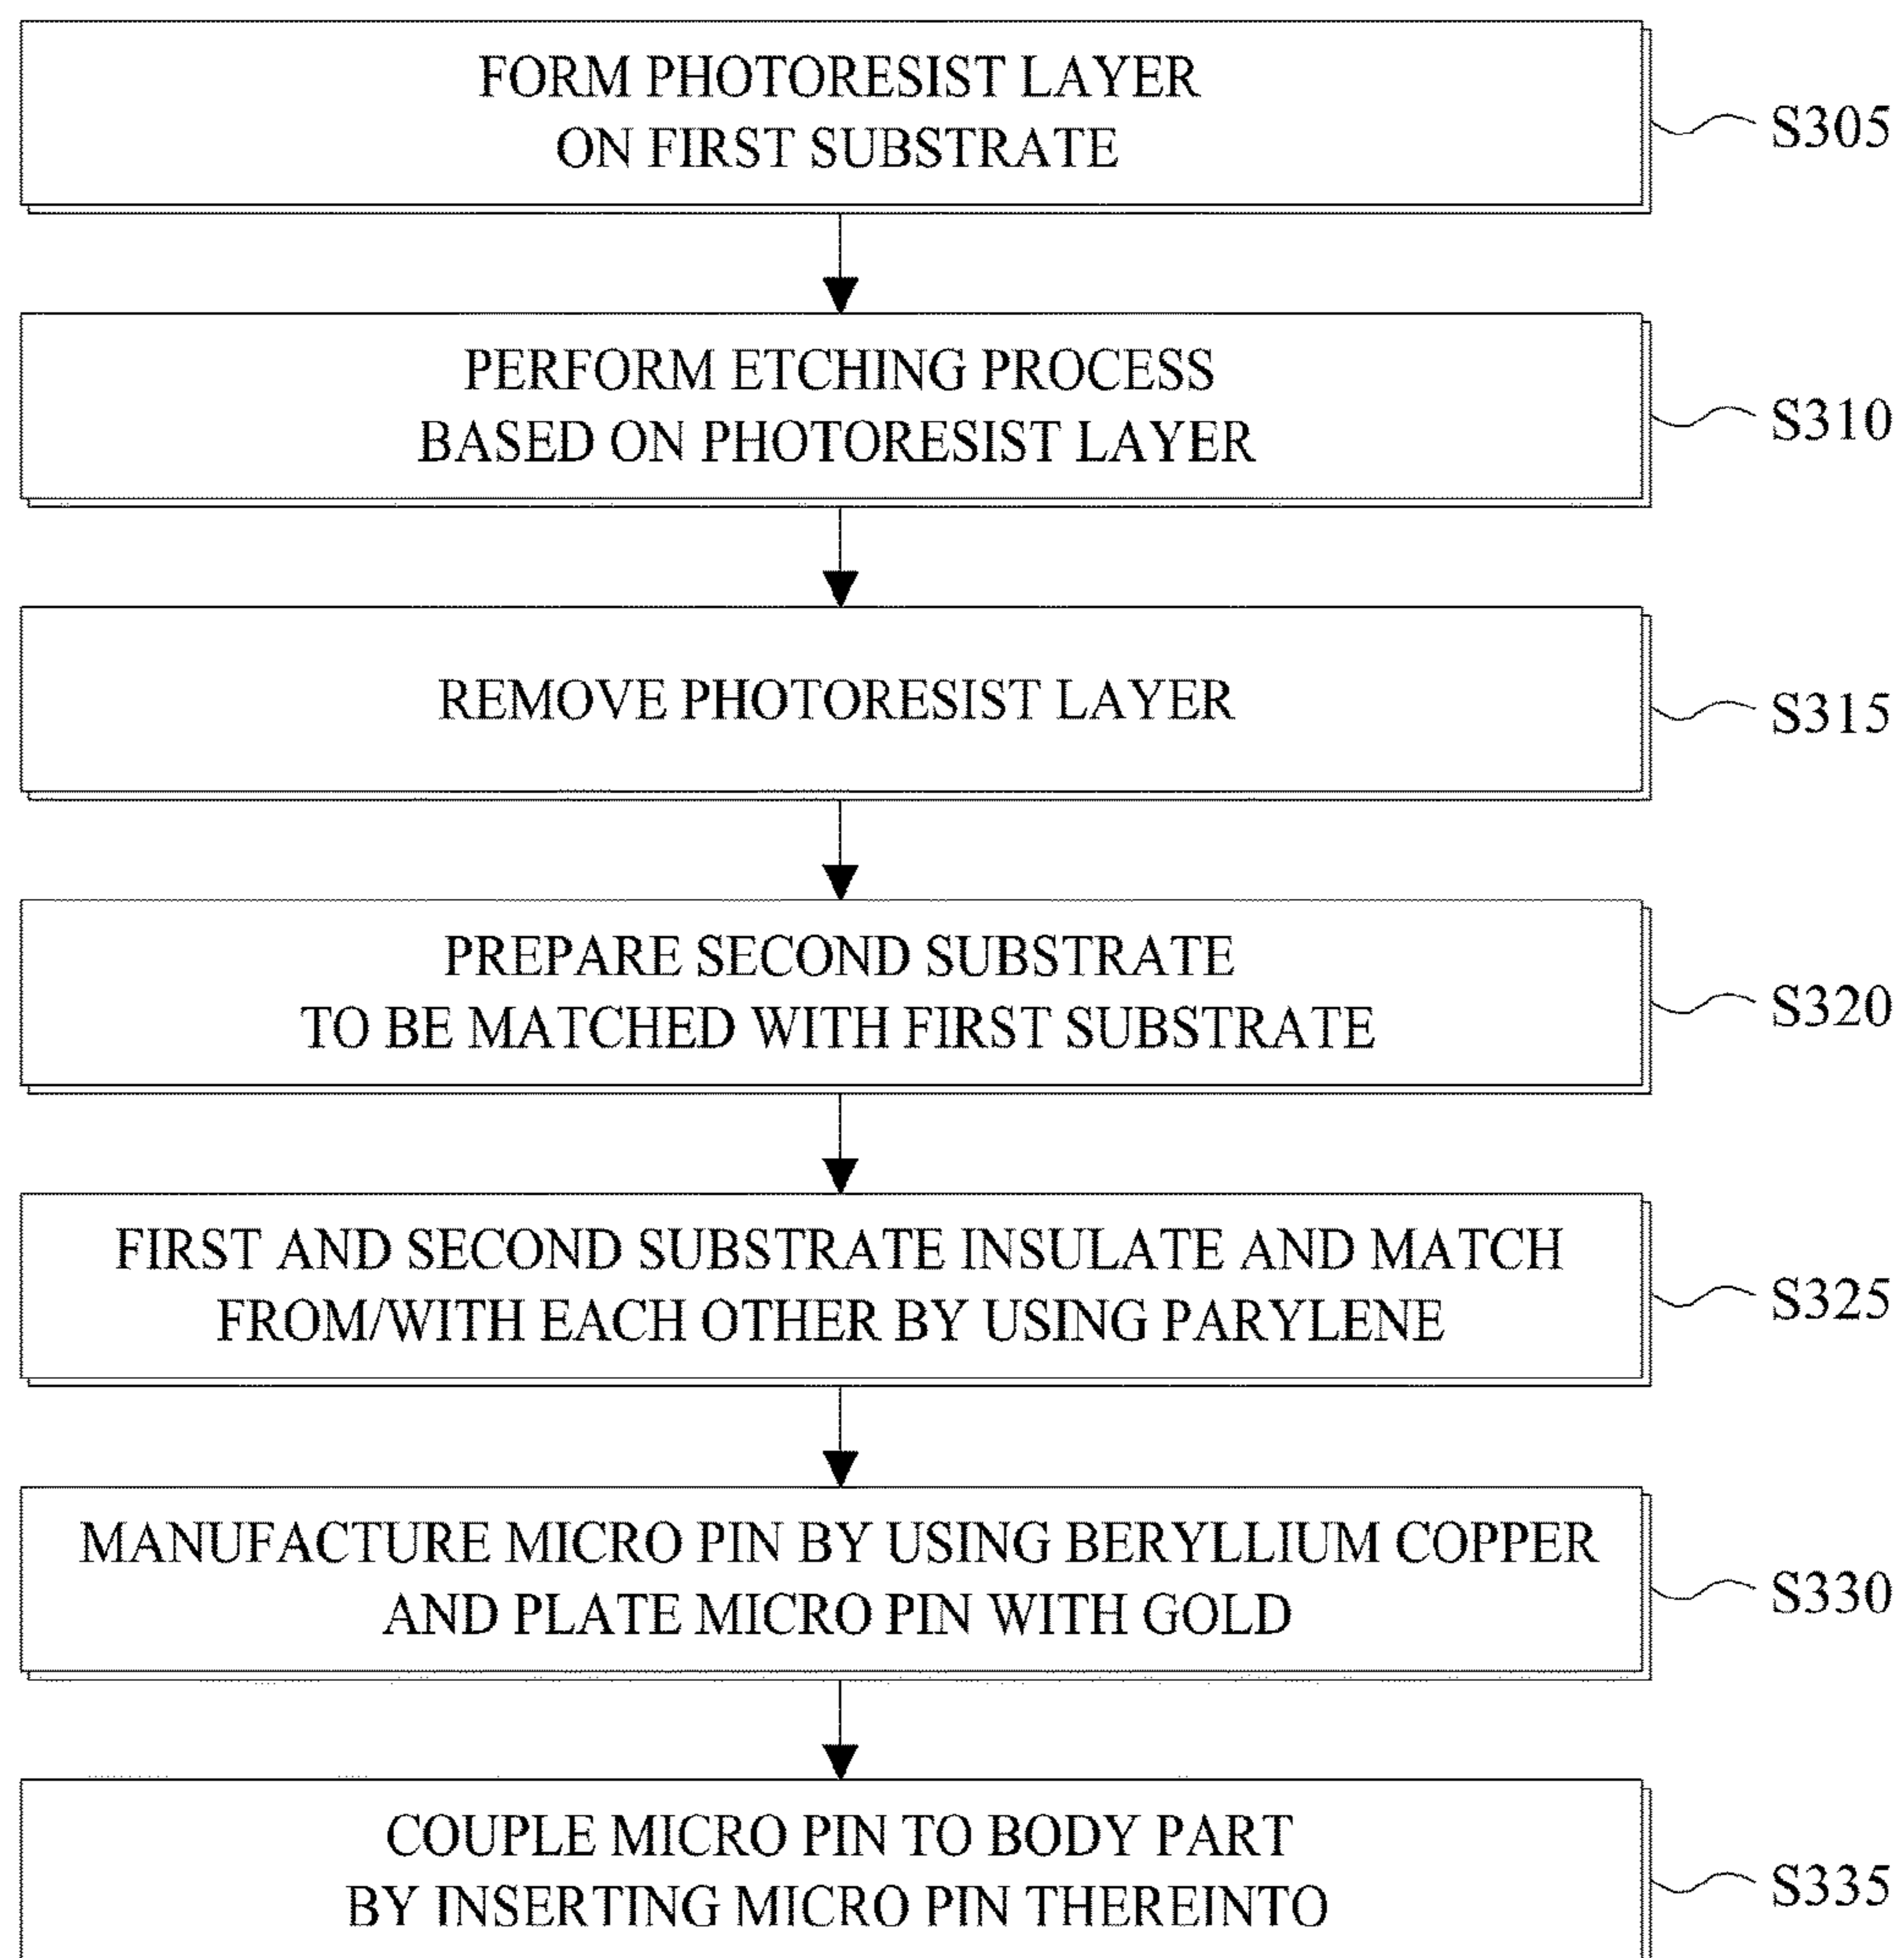 FORM PHOTORESIST LAYER
ON FIRST SUBSTRATE
S305
PERFORM ETCHING PROCESS
BASED ON PHOTORESIST LAYER
S310
REMOVE PHOTORESIST LAYER
S315
PREPARE SECOND SUBSTRATE
TO BE MATCHED WITH FIRST SUBSTRATE
S320
FIRST AND SECOND SUBSTRATE INSULATE AND MATCH
FROM/WITH EACH OTHER BY USING PARYLENE
S325
MANUFACTURE MICRO PIN BY USING BERYLLIUM COPPER
AND PLATE MICRO PIN WITH GOLD
S330
COUPLE MICRO PIN TO BODY PART
BY INSERTING MICRO PIN THEREINTO
S335